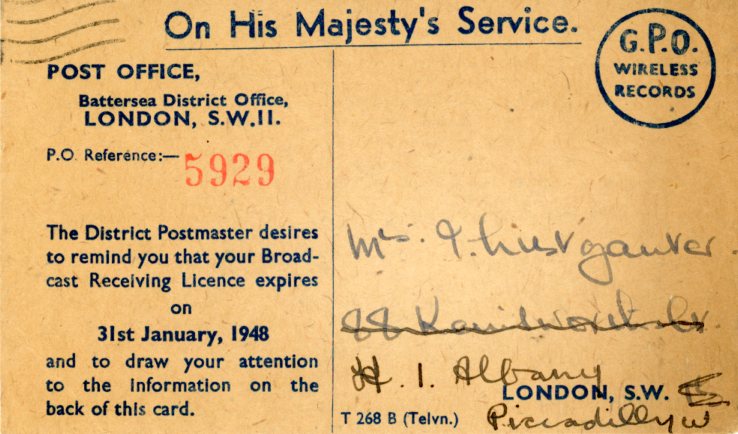 On His Majesty's Service.
G.P.O.
WIRELESS
RECORDS
POST OFFICE,
Battersea District Office,
LONDON, S.W.11.
P.O. Reference:—
5929
The District Postmaster desires
to remind you that your Broad-
cast Receiving Licence expires
on
31st January, 1948
and to draw your attention
to the information on the
back of this card.
Mrs.
H. 1. Albany
LONDON, S.W.
Piccadilly W
T 268 B (Telvn.)